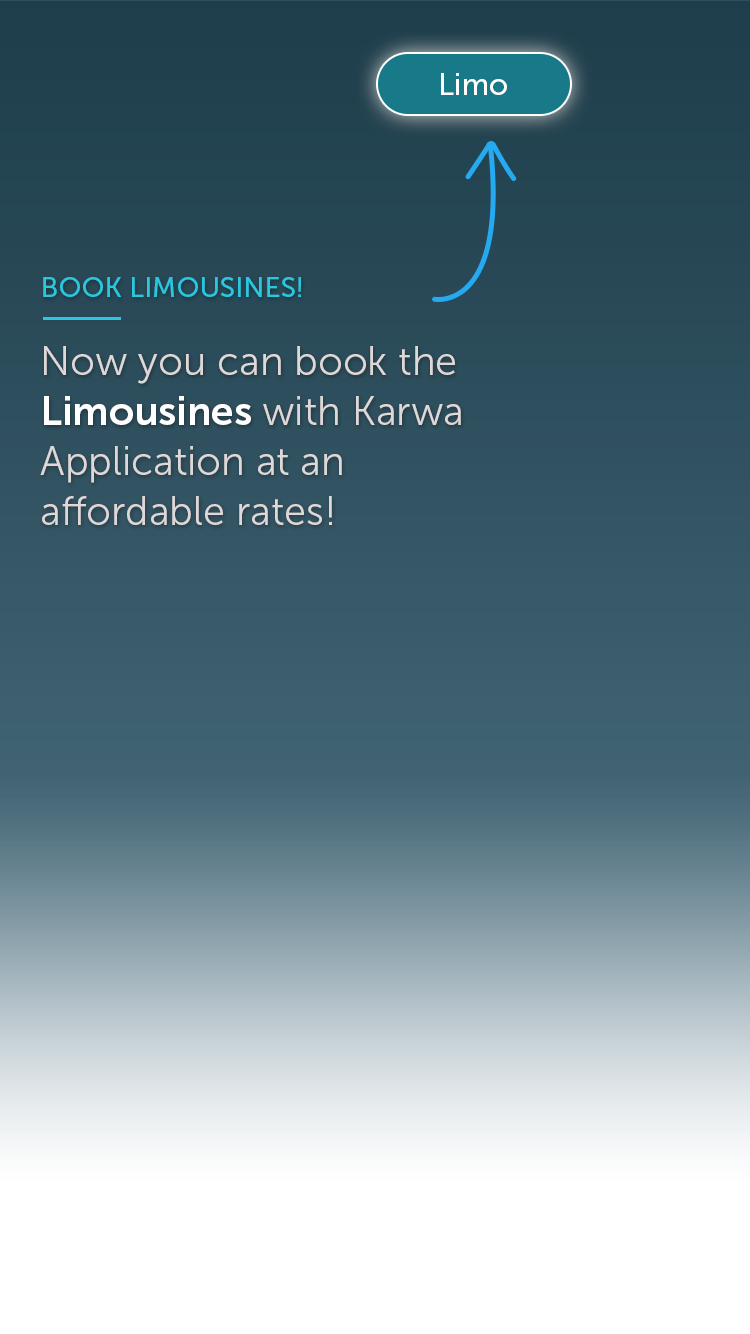 Limo
BOOK LIMOUSINES!
Now you can book the
Limousines with Karwa
Application at an
affordable rates!